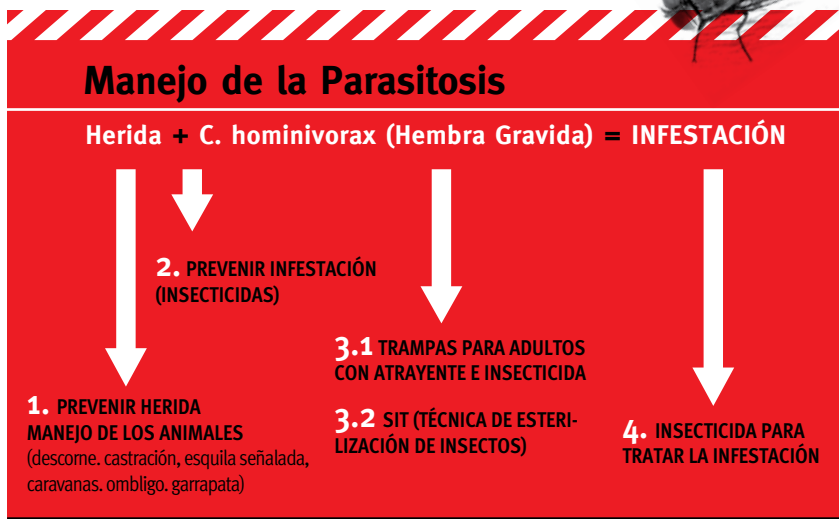 Manejo de la Parasitosis
Herida + C. hominivorax (Hembra Gravida) = INFESTACIÓN
2. PREVENIR INFESTACIÓN
(INSECTICIDAS)
3.1 TRAMPAS PARA ADULTOS
CON ATRAYENTE E INSECTICIDA
1. PREVENIR HERIDA
MANEJO DE LOS ANIMALES
(descorne. castración, esquila señalada,
caravanas. ombligo. garrapata)
3.2 SIT (TÉCNICA DE ESTERI-
LIZACIÓN DE INSECTOS)
4. INSECTICIDA PARA
TRATAR LA INFESTACIÓN